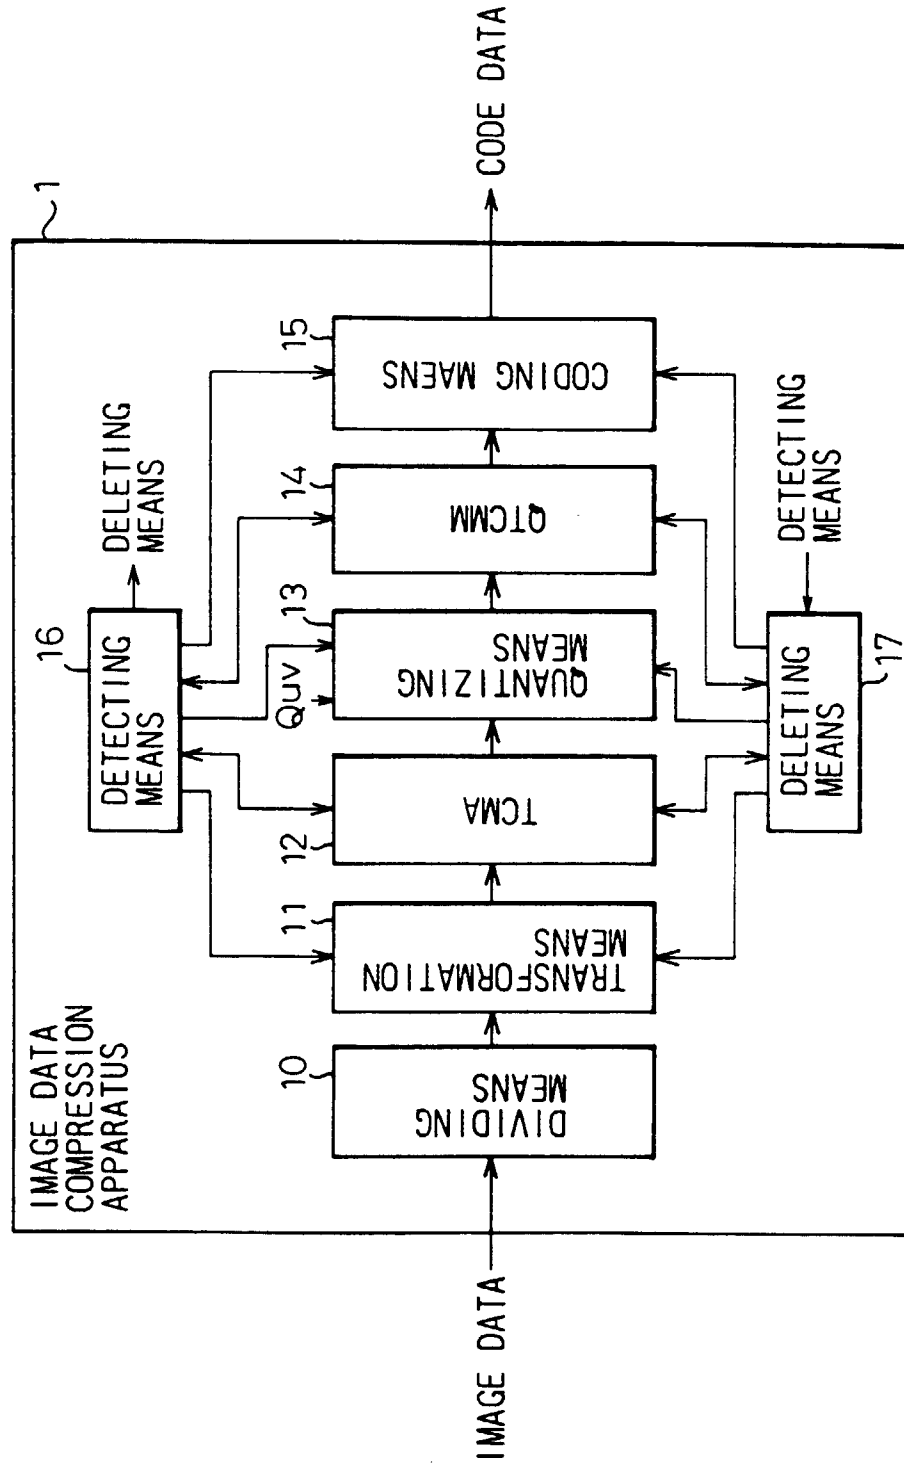 1
IMAGE DATA
COMPRESSION
APPARATUS
16
DETECTING
MEANS
DELETING
MEANS
IMAGE DATA
10
DIVIDING
MEANS
11
TRANSFORMATION
MEANS
12
TCMA
Quv
13
QUANTIZING
MEANS
14
QTCMM
15
CODING MAENS
CODE DATA
17
DELETING
MEANS
DETECTING
MEANS